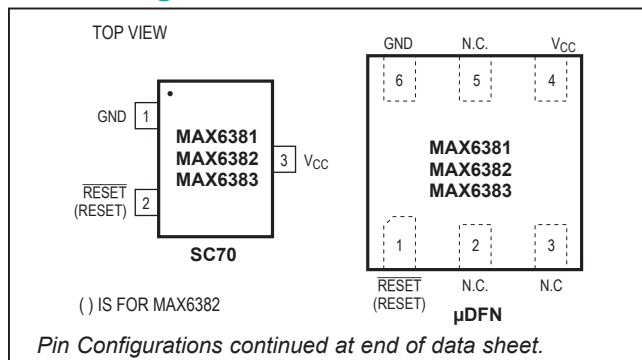 TOP VIEW
GND
1
RESET
(RESET)
2
MAX6381
MAX6382
MAX6383
3
VCC
SC70
( ) IS FOR MAX6382
GND
N.C.
VCC
6
5
4
MAX6381
MAX6382
MAX6383
1
2
3
RESET
(RESET)
N.C.
N.C
µDFN
Pin Configurations continued at end of data sheet.